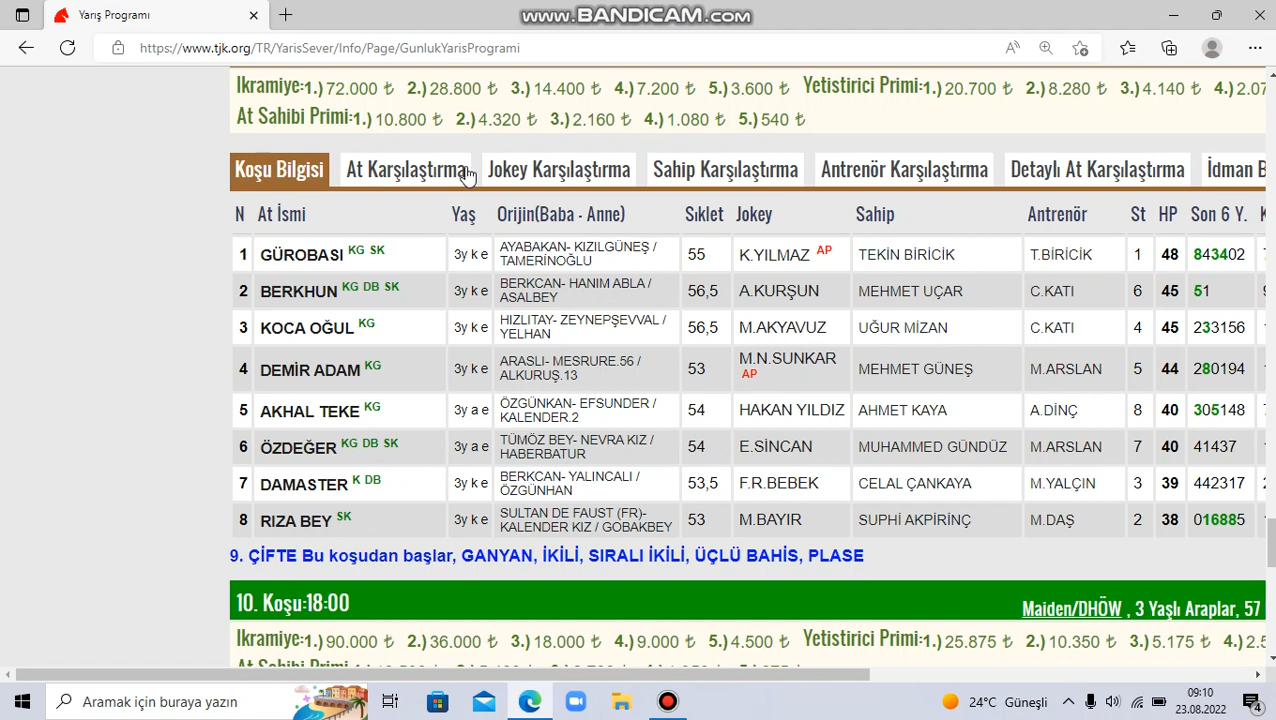 Yarış Programı
www.BANDICAM.com
https://www.tjk.org/TR/YarisSever/Info/Page/GunlukYarisProgrami
Ikramiye:1.) 72.000 ₺ 2.) 28.800 ₺ 3.) 14.400 ₺ 4.) 7.200 ₺ 5.) 3.600 ₺ Yetistirici Primi:1.) 20.700 ₺ 2.) 8.280 ₺ 3.) 4.140 ₺ 4.) 2.07
At Sahibi Primi:1.) 10.800 ₺ 2.) 4.320 ₺ 3.) 2.160 ₺ 4.) 1.080 ₺ 5.) 540 ₺
Koşu Bilgisi At Karşılaştırma Jokey Karşılaştırma Sahip Karşılaştırma Antrenör Karşılaştırma Detaylı At Karşılaştırma İdman B
N At İsmi Yaş Orijin(Baba - Anne) Sıklet Jokey Sahip Antrenör St HP Son 6 Y.
1 GÜROBASI KG SK 3y k e AYABAKAN- KIZILGÜNEŞ / TAMERİNOĞLU 55 K.YILMAZ AP TEKİN BİRİCİK T.BİRİCİK 1 48 843402
2 BERKHUN KG DB SK 3y k e BERKCAN- HANIM ABLA / ASALBEY 56,5 A.KURŞUN MEHMET UÇAR C.KATI 6 45 51
3 KOCA OĞUL KG 3y k e HIZLITAY- ZEYNEPŞEVVAL / YELHAN 56,5 M.AKYAVUZ UĞUR MİZAN C.KATI 4 45 233156
4 DEMİR ADAM KG 3y k e ARASLI- MESRURE.56 / ALKURUŞ.13 53 M.N.SUNKAR AP MEHMET GÜNEŞ M.ARSLAN 5 44 280194
5 AKHAL TEKE KG 3y a e ÖZGÜNKAN- EFSUNDER / KALENDER.2 54 HAKAN YILDIZ AHMET KAYA A.DİNÇ 8 40 305148
6 ÖZDEĞER KG DB SK 3y a e TÜMÖZ BEY- NEVRA KIZ / HABERBATUR 54 E.SİNCAN MUHAMMED GÜNDÜZ M.ARSLAN 7 40 41437
7 DAMASTER K DB 3y k e BERKCAN- YALINCALI / ÖZGÜNHAN 53,5 F.R.BEBEK CELAL ÇANKAYA M.YALÇIN 3 39 442317
8 RIZA BEY SK 3y k e SULTAN DE FAUST (FR)- KALENDER KIZ / GÖBAKBEY 53 M.BAYIR SUPHİ AKPİRİNÇ M.DAŞ 2 38 016885
9. ÇİFTE Bu koşudan başlar, GANYAN, İKİLİ, SIRALI İKİLİ, ÜÇLÜ BAHİS, PLASE
10. Koşu:18:00 Maiden/DHÖW , 3 Yaşlı Araplar, 57
Ikramiye:1.) 90.000 ₺ 2.) 36.000 ₺ 3.) 18.000 ₺ 4.) 9.000 ₺ 5.) 4.500 ₺ Yetistirici Primi:1.) 25.875 ₺ 2.) 10.350 ₺ 3.) 5.175 ₺ 4.) 2.5
Aramak için buraya yazın
24°C Güneşli
09:10
23.08.2022
4